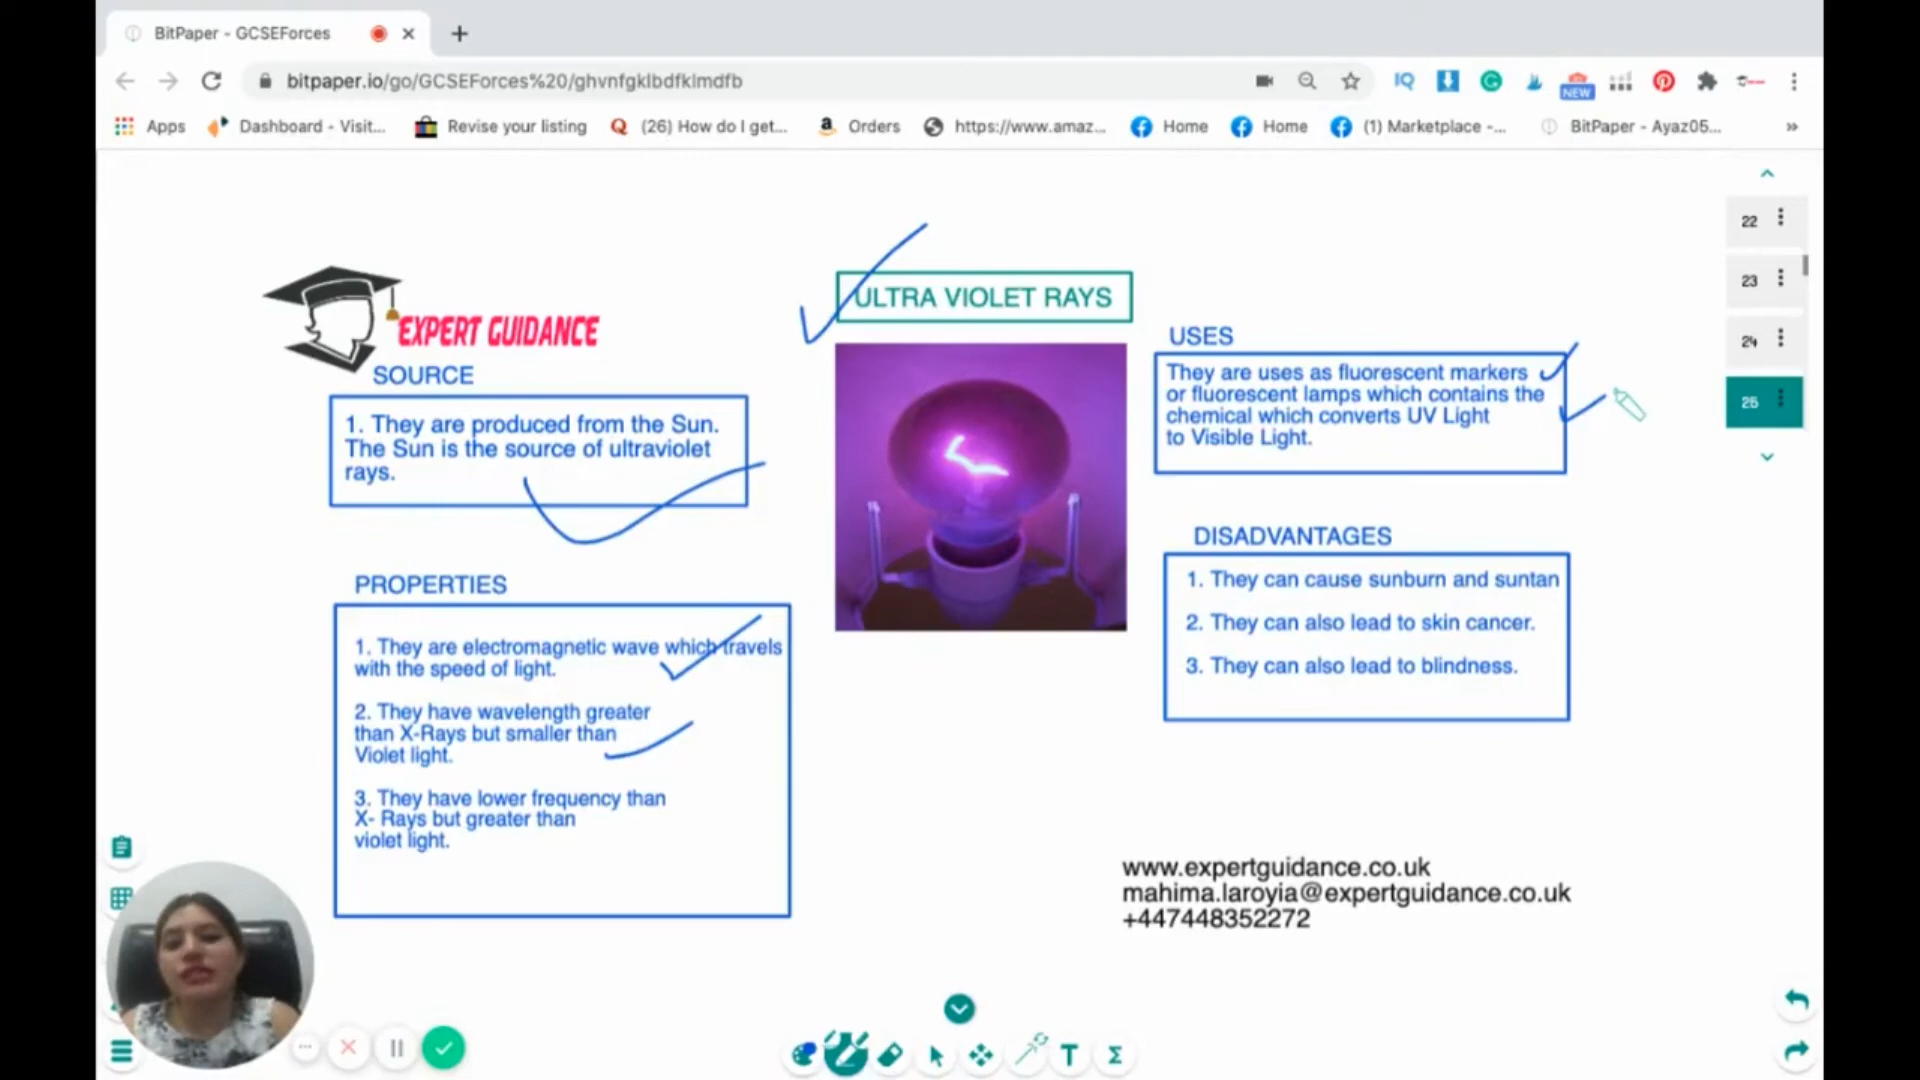 BitPaper - GCSEForces
bitpaper.io/go/GCSEForces%20/ghvnfgklbdfklmdfb
IQ
NEW
Apps
Dashboard - Visit...
Revise your listing
(26) How do I get...
Orders
https://www.amaz...
Home
Home
(1) Marketplace -...
BitPaper - Ayaz05...
»
22
23
24
25
EXPERT GUIDANCE
ULTRA VIOLET RAYS
SOURCE
1. They are produced from the Sun.
The Sun is the source of ultraviolet
rays.
PROPERTIES
1. They are electromagnetic wave which travels
with the speed of light.
2. They have wavelength greater
than X-Rays but smaller than
Violet light.
3. They have lower frequency than
X- Rays but greater than
violet light.
USES
They are uses as fluorescent markers
or fluorescent lamps which contains the
chemical which converts UV Light
to Visible Light.
DISADVANTAGES
1. They can cause sunburn and suntan
2. They can also lead to skin cancer.
3. They can also lead to blindness.
www.expertguidance.co.uk
mahima.laroyia@expertguidance.co.uk
+447448352272
T
Σ